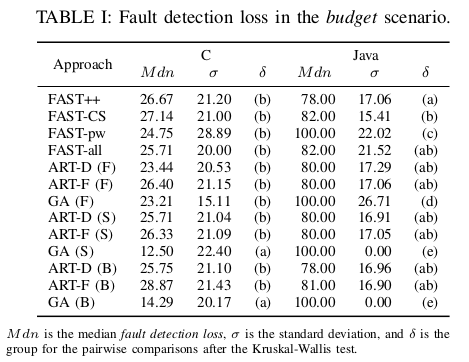 TABLE I: Fault detection loss in the budget scenario.
C Java
Approach Mdn σ δ Mdn σ δ
FAST++ 26.67 21.20 (b) 78.00 17.06 (a)
FAST-CS 27.14 21.00 (b) 82.00 15.41 (b)
FAST-pw 24.75 28.89 (b) 100.00 22.02 (c)
FAST-all 25.71 20.00 (b) 82.00 21.52 (ab)
ART-D (F) 23.44 20.53 (b) 80.00 17.29 (ab)
ART-F (F) 26.40 21.15 (b) 80.00 17.06 (ab)
GA (F) 23.21 15.11 (b) 100.00 26.71 (d)
ART-D (S) 25.71 21.04 (b) 80.00 16.91 (ab)
ART-F (S) 26.33 21.09 (b) 80.00 17.05 (ab)
GA (S) 12.50 22.40 (a) 100.00 0.00 (e)
ART-D (B) 25.75 21.10 (b) 78.00 16.96 (ab)
ART-F (B) 28.87 21.43 (b) 81.00 16.90 (ab)
GA (B) 14.29 20.17 (a) 100.00 0.00 (e)
Mdn is the median fault detection loss, σ is the standard deviation, and δ is the
group for the pairwise comparisons after the Kruskal-Wallis test.